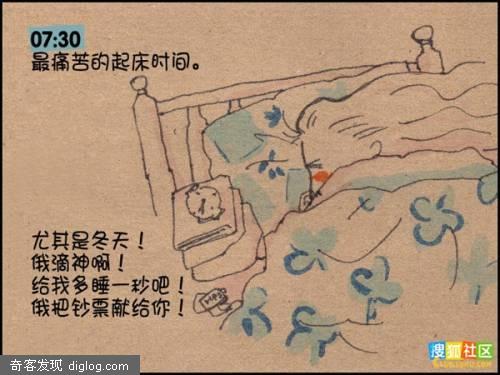 07:30
最痛苦的起床时间。
尤其是冬天！
俄滴神啊！
给我多睡一秒吧！
俄把钞票献给你！
搜狐社区
奇客发现 diglog.com